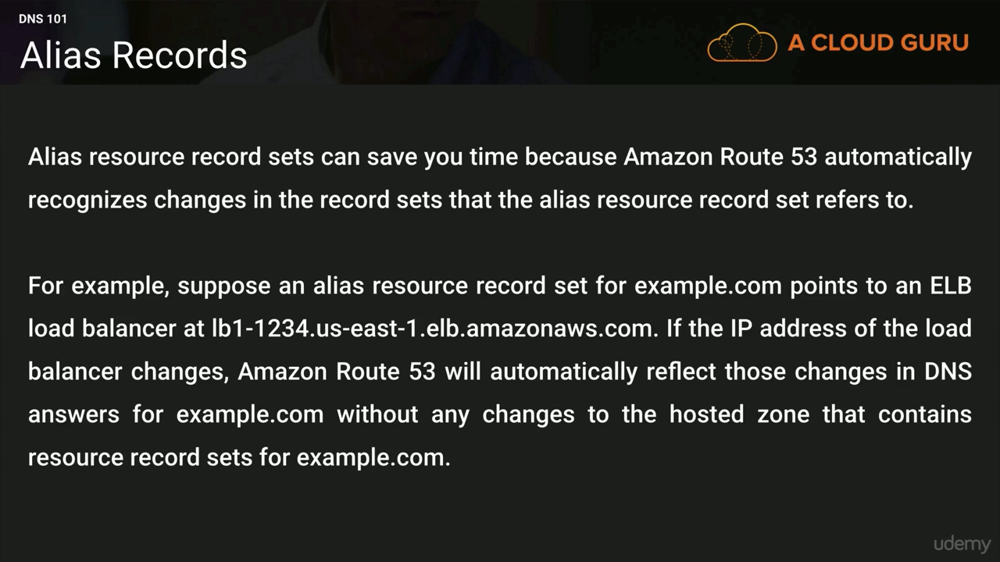 DNS 101
Alias Records
A CLOUD GURU
Alias resource record sets can save you time because Amazon Route 53 automatically
recognizes changes in the record sets that the alias resource record set refers to.
For example, suppose an alias resource record set for example.com points to an ELB
load balancer at lb1-1234.us-east-1.elb.amazonaws.com. If the IP address of the load
balancer changes, Amazon Route 53 will automatically reflect those changes in DNS
answers for example.com without any changes to the hosted zone that contains
resource record sets for example.com.
udemy